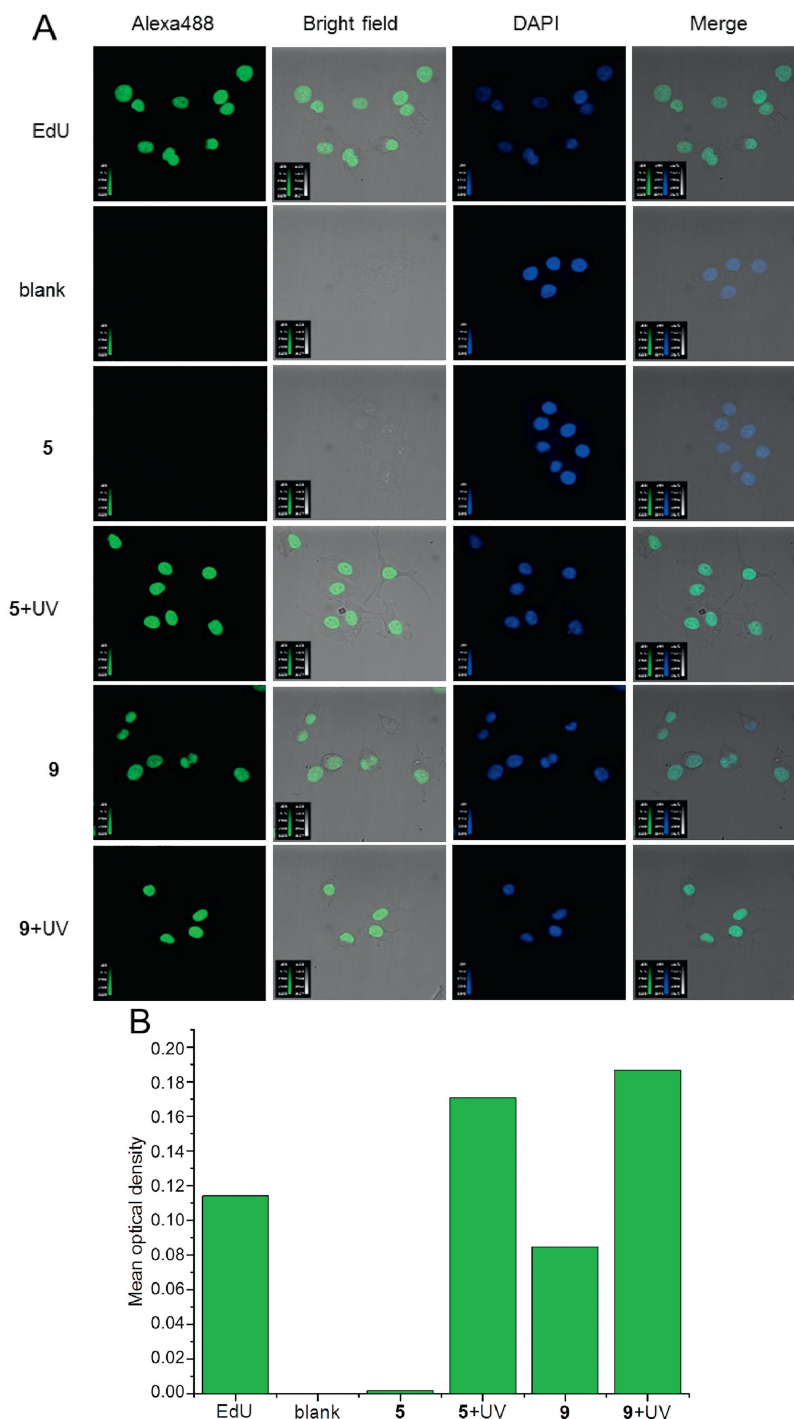 A
Alexa488 Bright field DAPI Merge
EdU
blank
5
5+UV
9
9+UV
B
0.20
0.18
0.16
0.14
0.12
0.10
0.08
0.06
0.04
0.02
0.00
Mean optical density
EdU blank 5 5+UV 9 9+UV